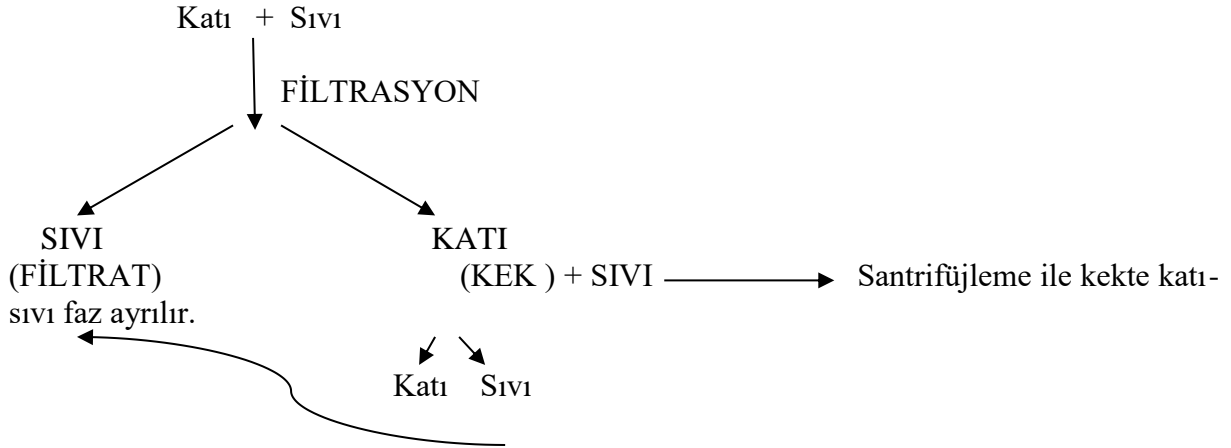 Katı + Sıvı
FİLTRASYON
SIVI KATI
(FİLTRAT) (KEK ) + SIVI Santrifüjleme ile kekte katı-
sıvı faz ayrılır.
Katı Sıvı